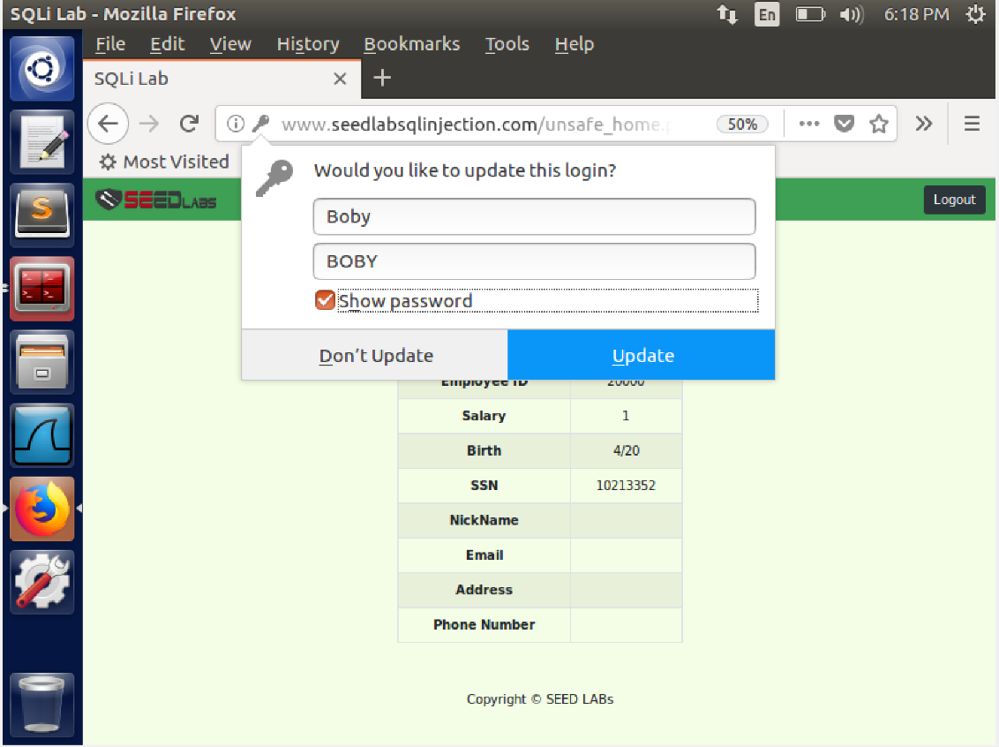 SQLi Lab - Mozilla Firefox En 6:18 PM
File Edit View History Bookmarks Tools Help
SQLi Lab
www.seedlabsqlinjection.com/unsafe_home. 50%
Most Visited
Would you like to update this login?
SEEDLABS
Logout
Boby
BOBY
Show password
Don't Update Update
Employee ID 20000
Salary 1
Birth 4/20
SSN 10213352
NickName
Email
Address
Phone Number
Copyright © SEED LABs